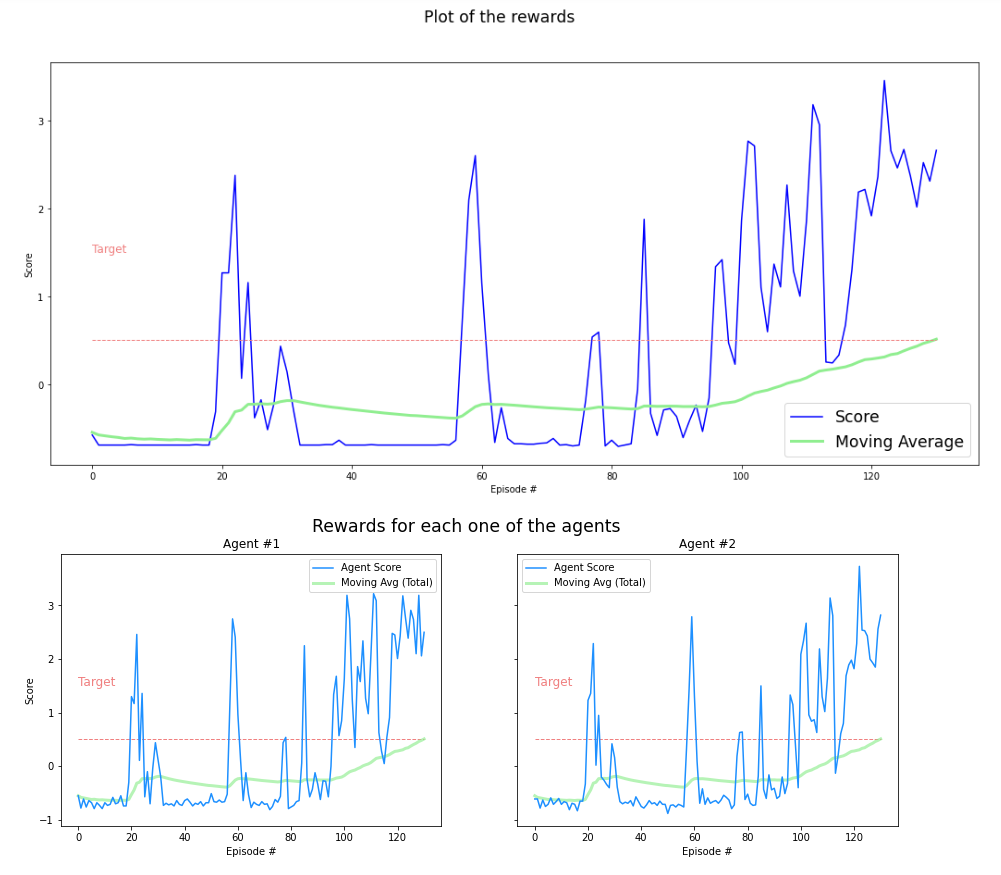 Plot of the rewards
3
2
1
0
Score
Target
Score
Moving Average
0
20
40
60
80
100
120
Episode #
Rewards for each one of the agents
Agent #1
3
2
1
0
−1
Score
Target
Agent Score
Moving Avg (Total)
0
20
40
60
80
100
120
Episode #
Agent #2
Agent Score
Moving Avg (Total)
Target
0
20
40
60
80
100
120
Episode #